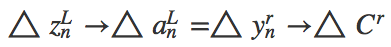 △ z_n^L → △ a_n^L = △ y_n^r → △ C^r